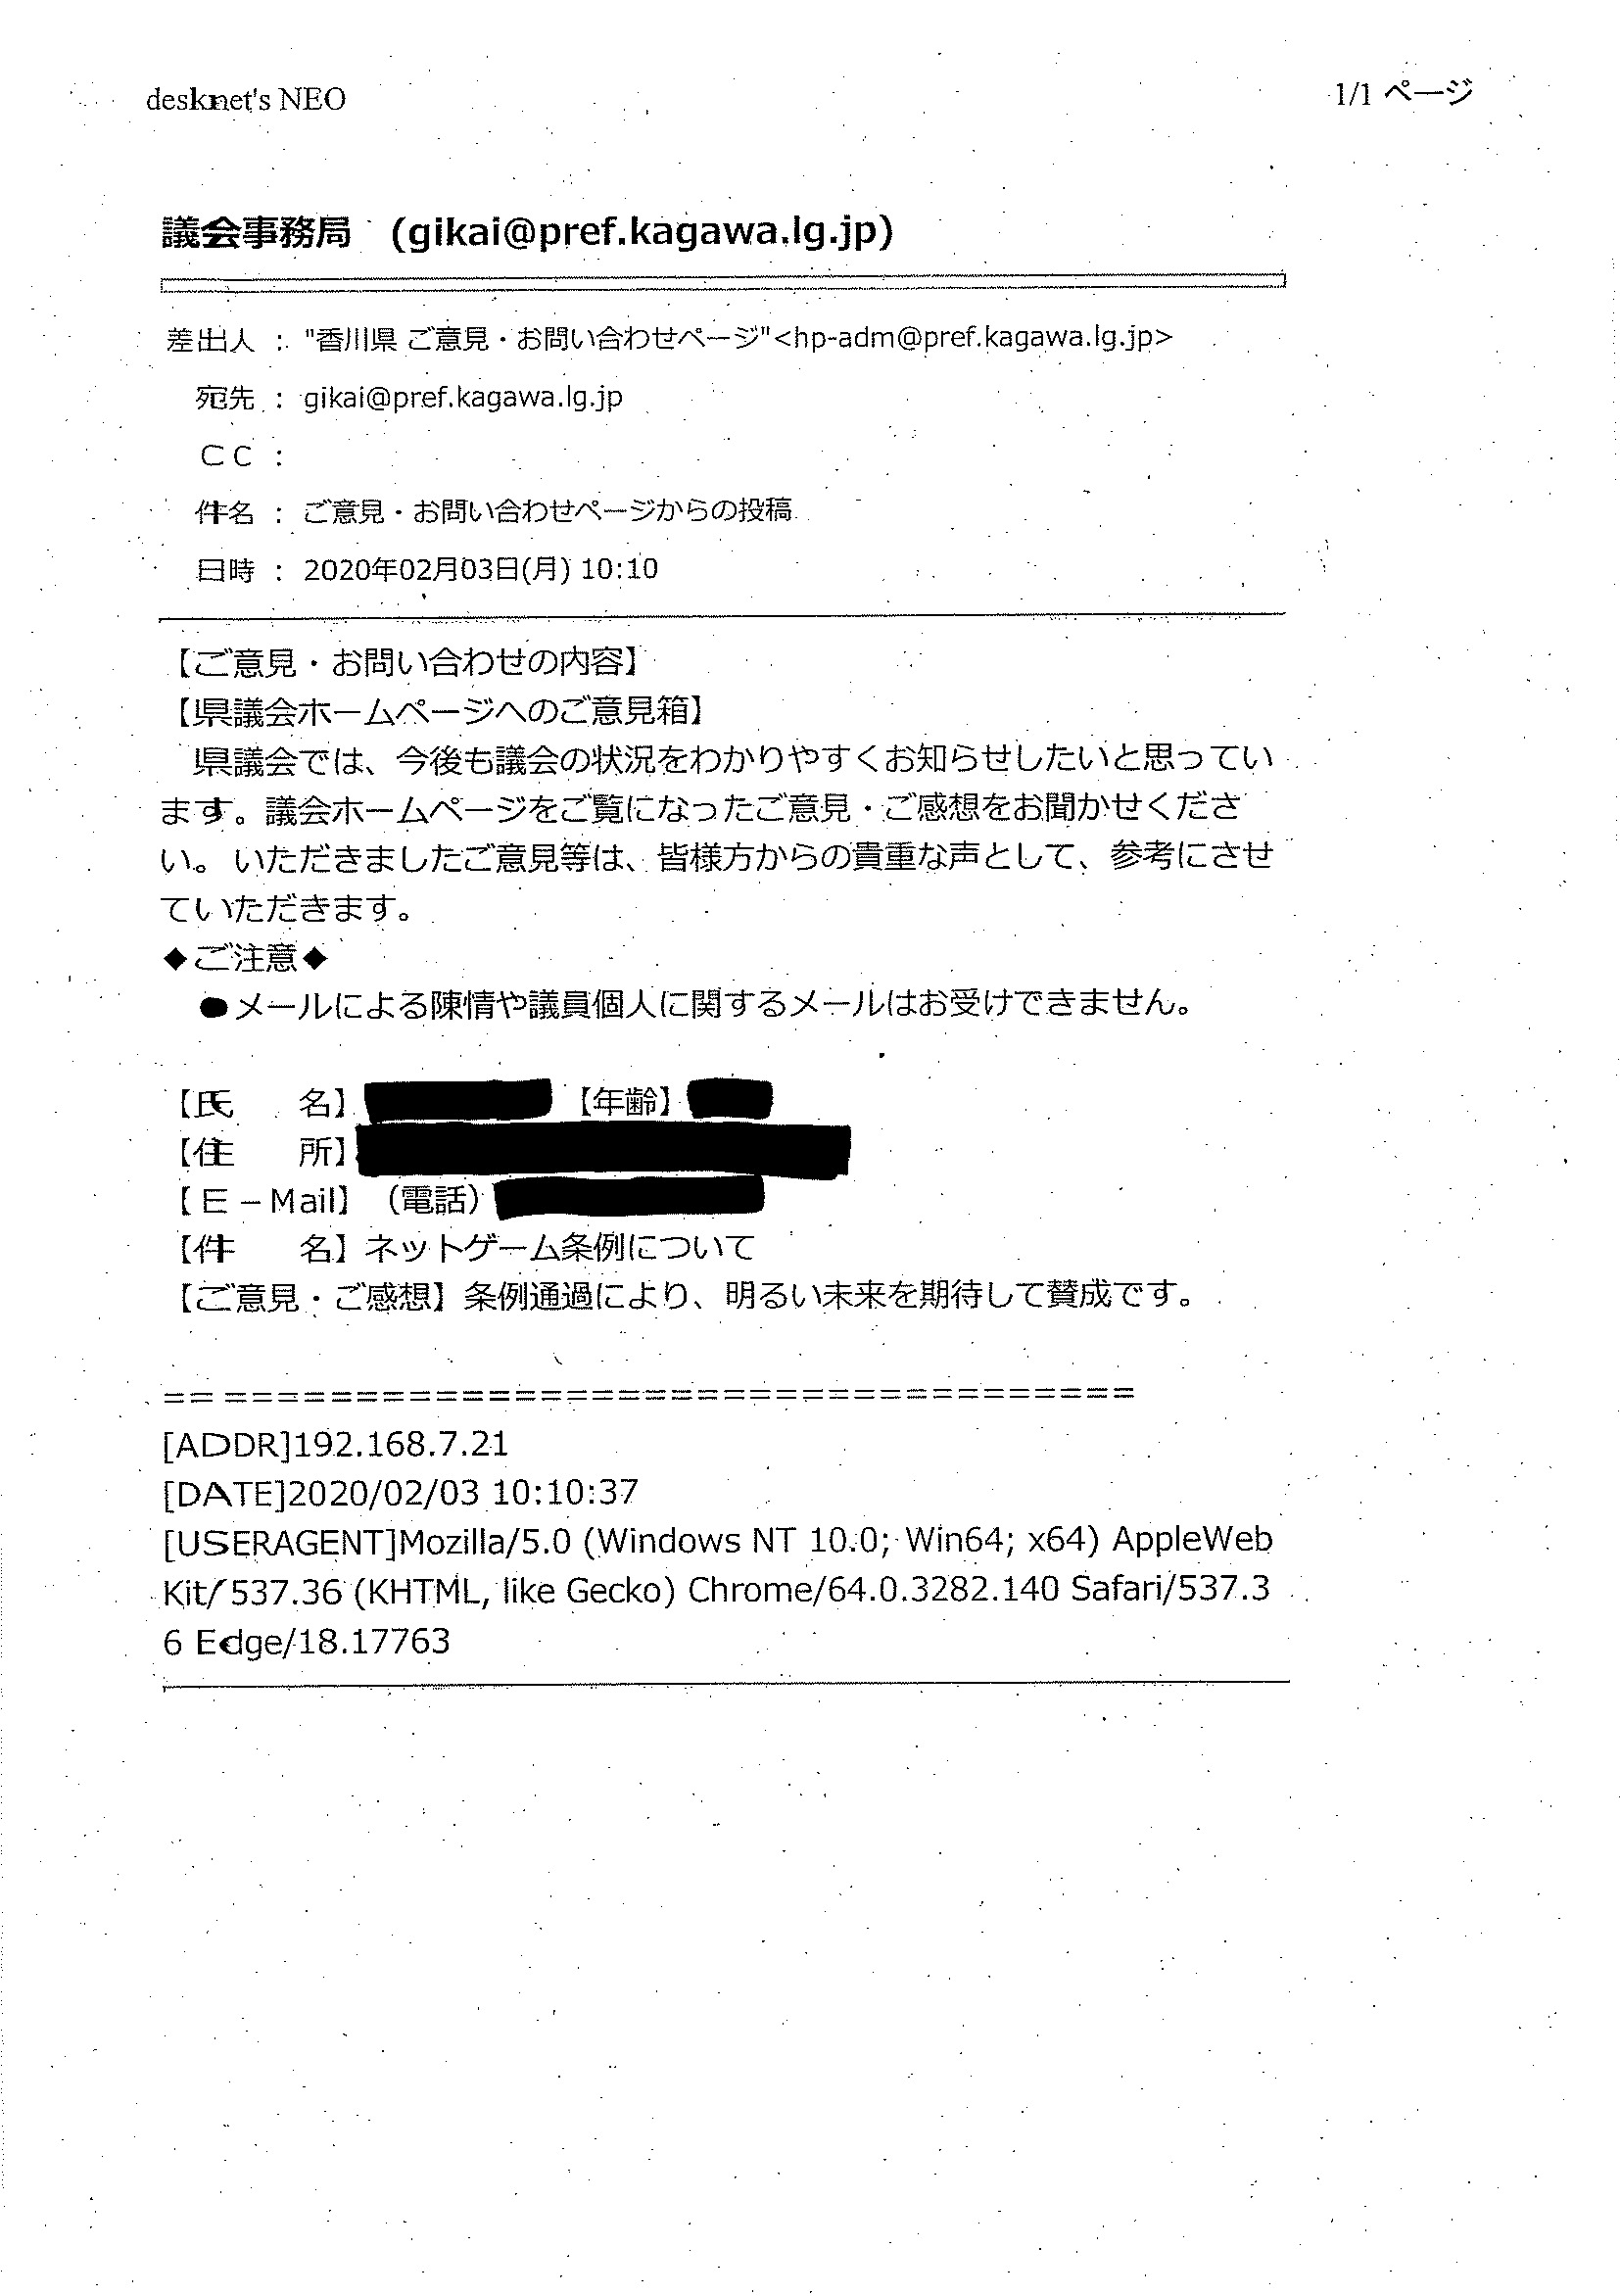 desknet's NEO
1/1 ページ
議会事務局 (gikai@pref.kagawa.lg.jp)
差出人 : "香川県 ご意見・お問い合わせページ"<hp-adm@pref.kagawa.lg.jp>
宛先 : gikai@pref.kagawa.lg.jp
CC :
件名 : ご意見・お問い合わせページからの投稿
日時 : 2020年02月03日(月) 10:10
【ご意見・お問い合わせの内容】
【県議会ホームページへのご意見箱】
県議会では、今後も議会の状況をわかりやすくお知らせしたいと思ってい
ます。議会ホームページをご覧になったご意見・ご感想をお聞かせくださ
い。いただきましたご意見等は、皆様方からの貴重な声として、参考にさせ
ていただきます。
◆ご注意◆
●メールによる陳情や議員個人に関するメールはお受けできません。
【氏　　名】【年齢】
【住　　所】
【E-Mail】（電話）
【件　　名】ネットゲーム条例について
【ご意見・ご感想】条例通過により、明るい未来を期待して賛成です。
=====================================
[ADDR]192.168.7.21
[DATE]2020/02/03 10:10:37
[USERAGENT]Mozilla/5.0 (Windows NT 10.0; Win64; x64) AppleWeb
Kit/537.36 (KHTML, like Gecko) Chrome/64.0.3282.140 Safari/537.3
6 Edge/18.17763